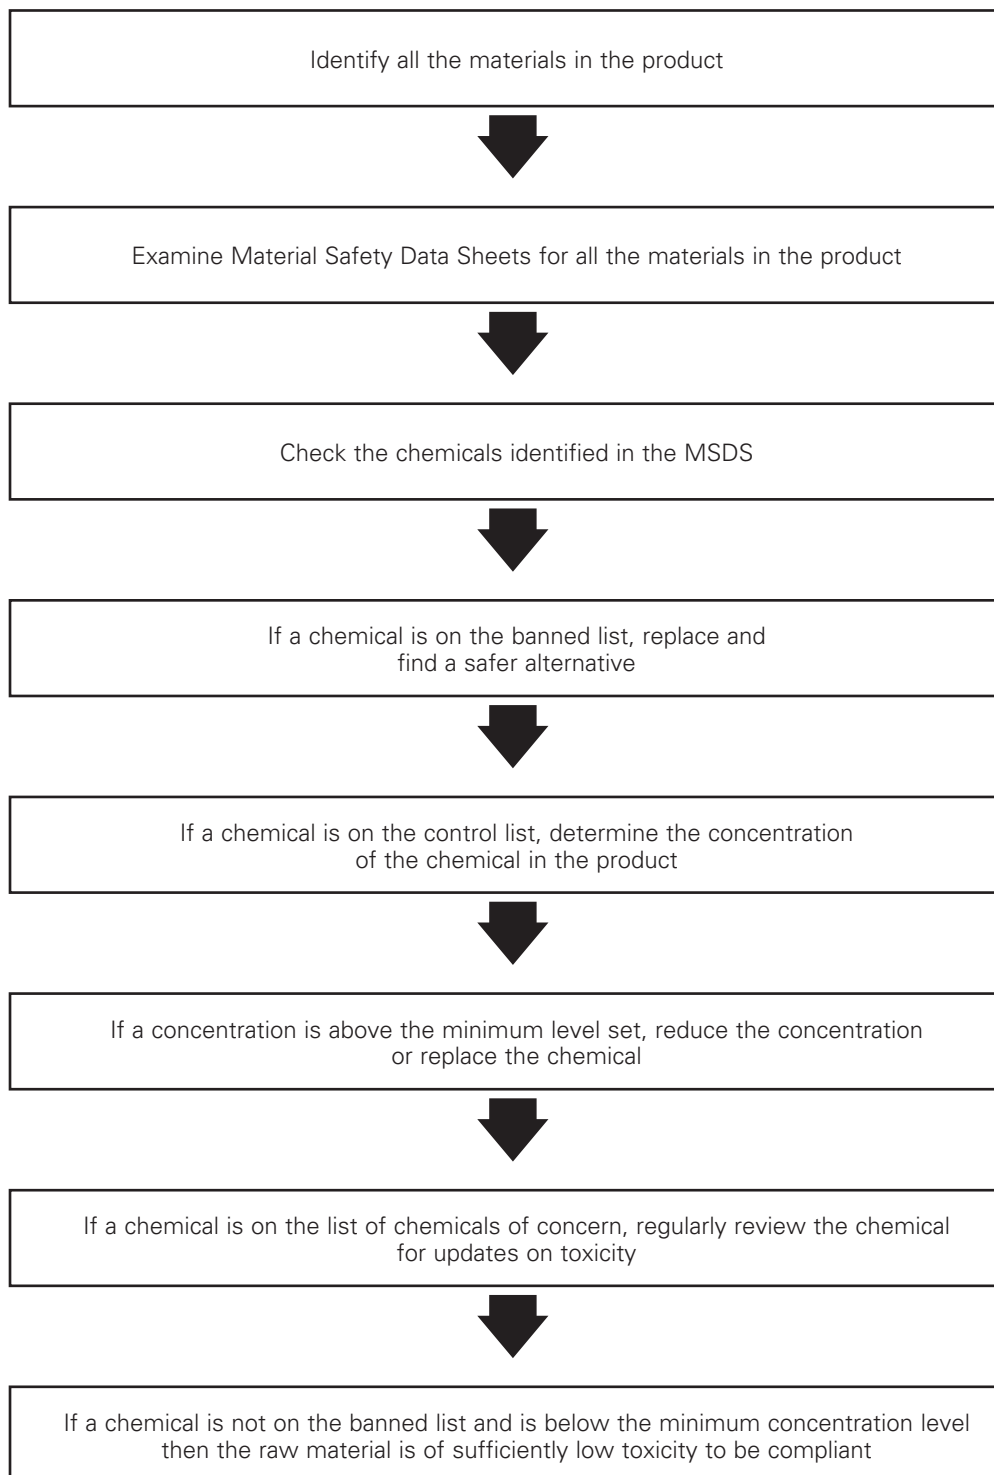 Identify all the materials in the product
Examine Material Safety Data Sheets for all the materials in the product
Check the chemicals identified in the MSDS
If a chemical is on the banned list, replace and
find a safer alternative
If a chemical is on the control list, determine the concentration
of the chemical in the product
If a concentration is above the minimum level set, reduce the concentration
or replace the chemical
If a chemical is on the list of chemicals of concern, regularly review the chemical
for updates on toxicity
If a chemical is not on the banned list and is below the minimum concentration level
then the raw material is of sufficiently low toxicity to be compliant